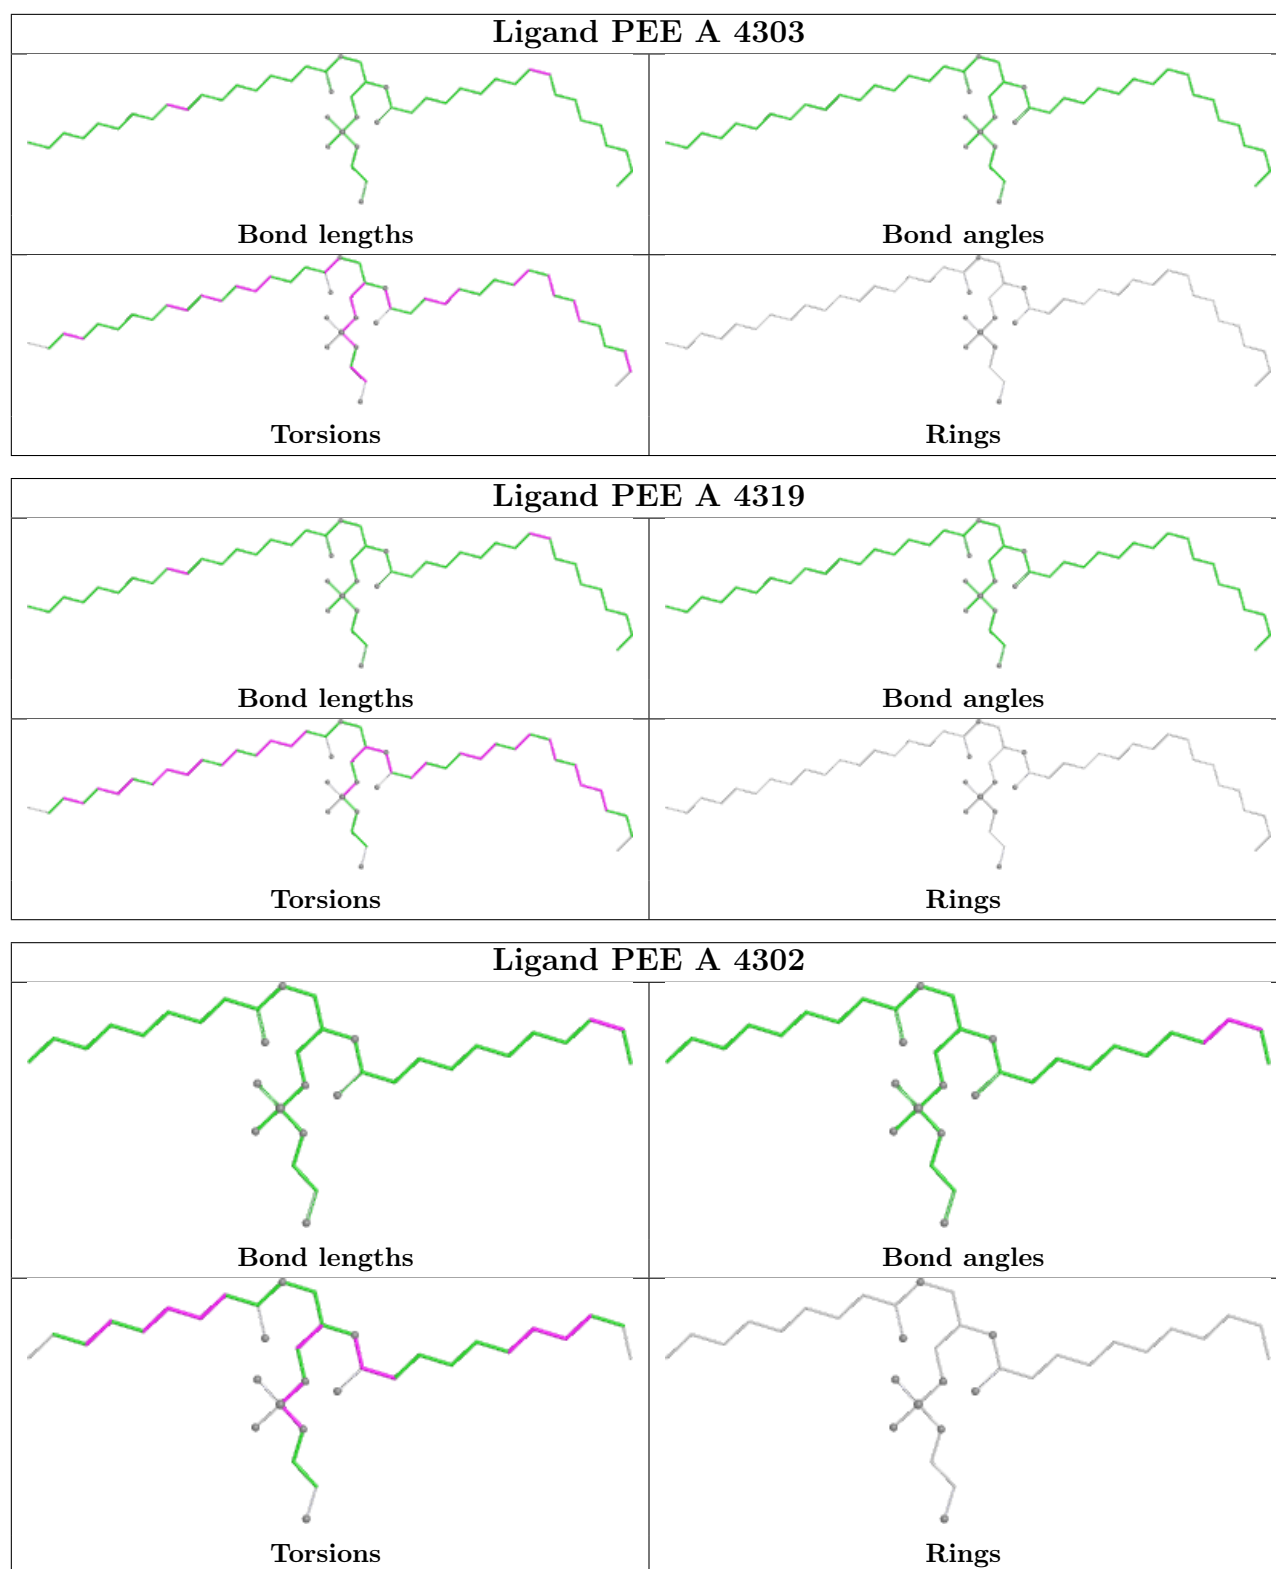 Ligand PEE A 4303
Bond lengths
Bond angles
Torsions
Rings
Ligand PEE A 4319
Bond lengths
Bond angles
Torsions
Rings
Ligand PEE A 4302
Bond lengths
Bond angles
Torsions
Rings